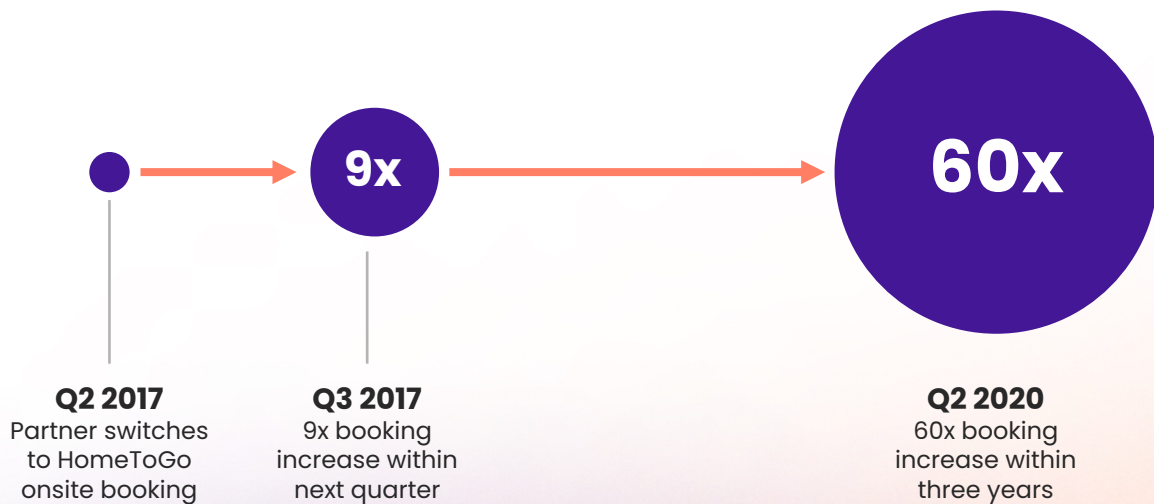 9x
60x
Q2 2017
Partner switches
to HomeToGo
onsite booking
Q3 2017
9x booking
increase within
next quarter
Q2 2020
60x booking
increase within
three years